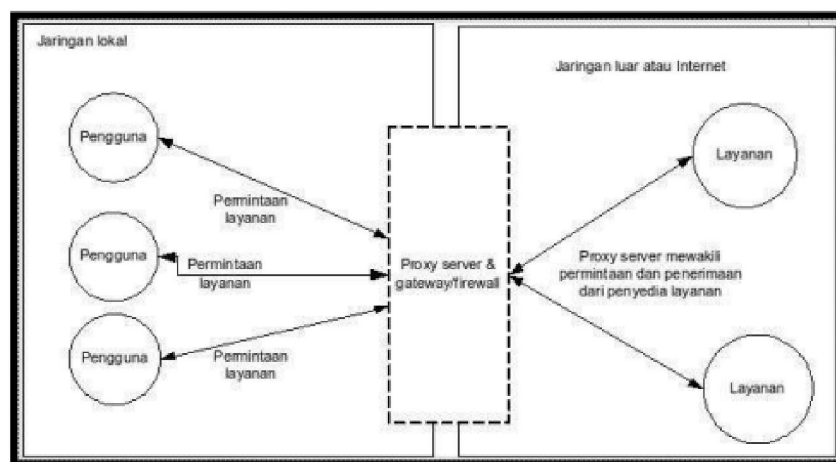 Jaringan lokal
Jaringan luar atau Internet
Pengguna
Permintaan
layanan
Pengguna
Permintaan
layanan
Pengguna
Permintaan
layanan
Proxy server &
gateway/firewall
Layanan
Proxy server mewakili
permintaan dan penerimaan
dari penyedia layanan
Layanan